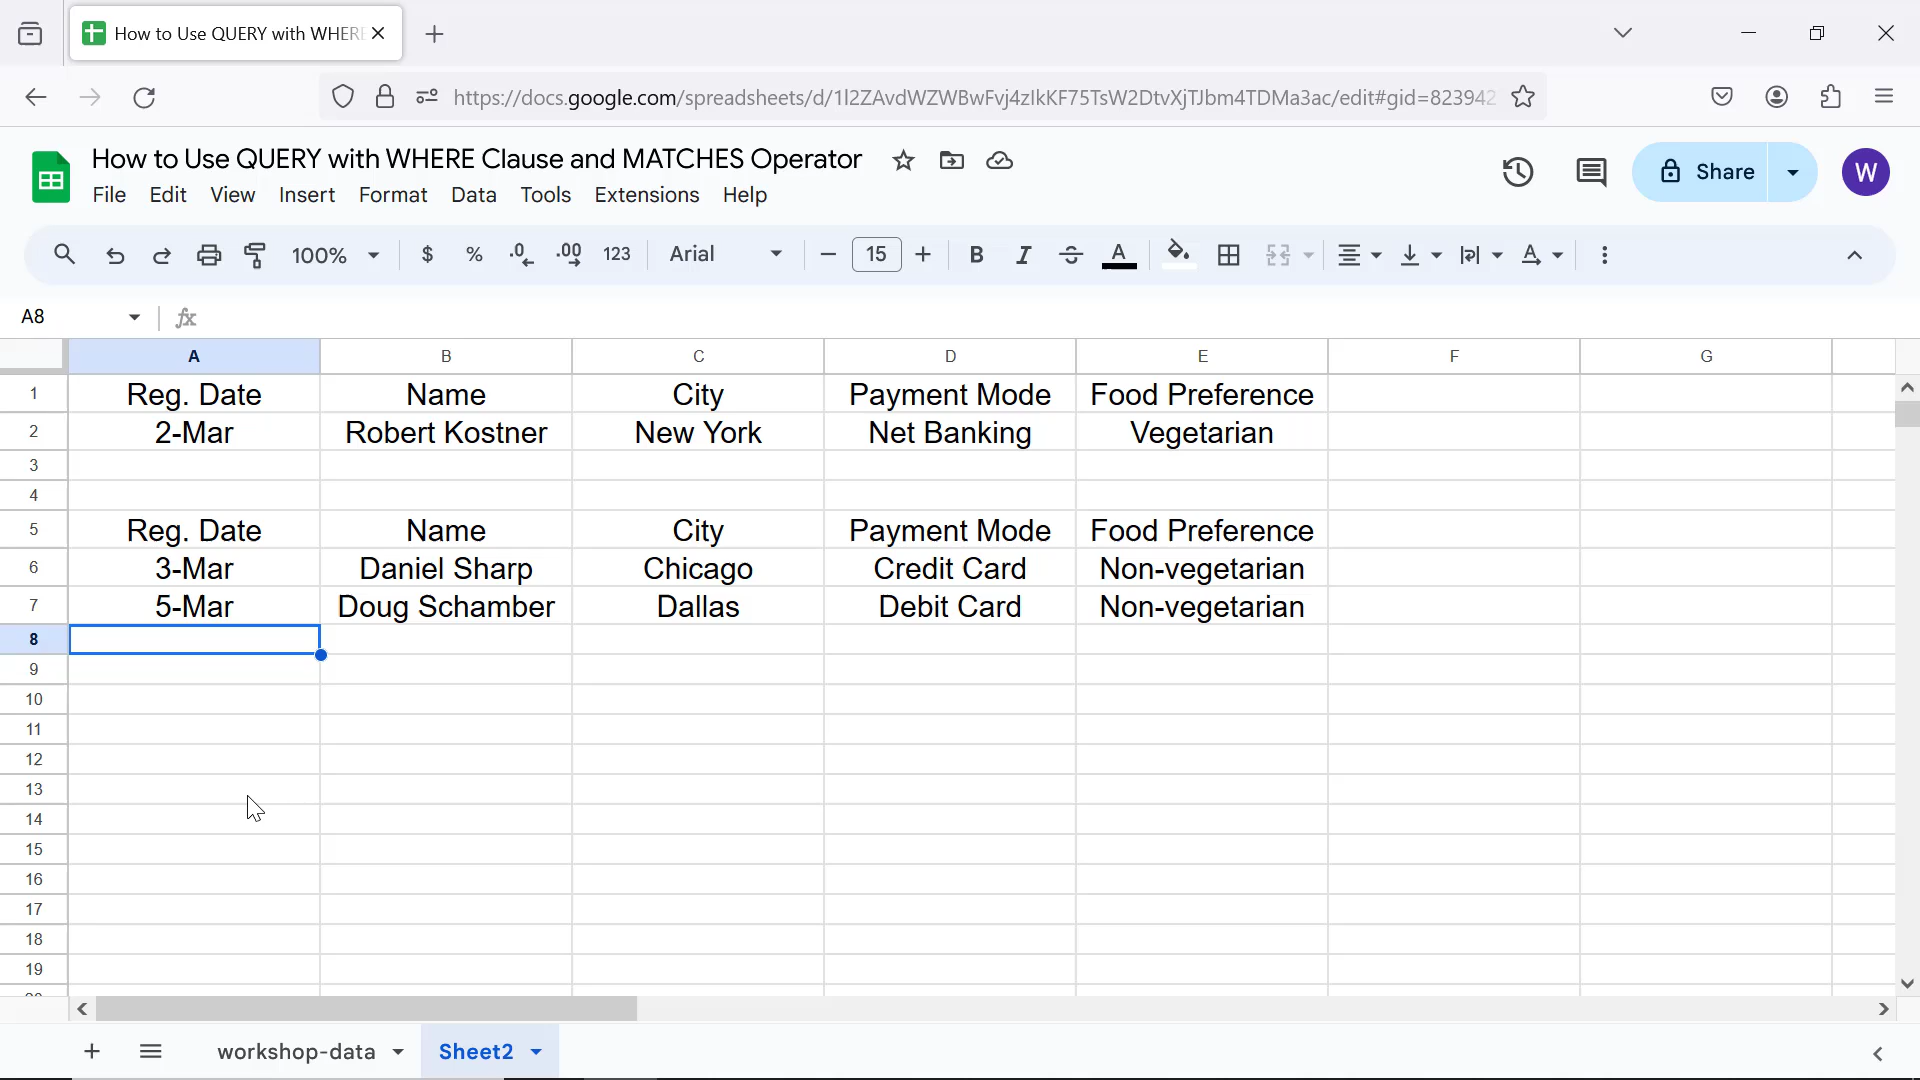 How to Use QUERY with WHERE
https://docs.google.com/spreadsheets/d/1l2ZAvdWZWBwFvj4zlkKF75TsW2DtvXjTJbm4TDMa3ac/edit#gid=823942
How to Use QUERY with WHERE Clause and MATCHES Operator
Share
W
File Edit View Insert Format Data Tools Extensions Help
100% $ % .0 .00 123 Arial 15 B I S A A
A8 fx
A B C D E F G
1 Reg. Date Name City Payment Mode Food Preference
2 2-Mar Robert Kostner New York Net Banking Vegetarian
3
4
5 Reg. Date Name City Payment Mode Food Preference
6 3-Mar Daniel Sharp Chicago Credit Card Non-vegetarian
7 5-Mar Doug Schamber Dallas Debit Card Non-vegetarian
8
9
10
11
12
13
14
15
16
17
18
19
workshop-data Sheet2